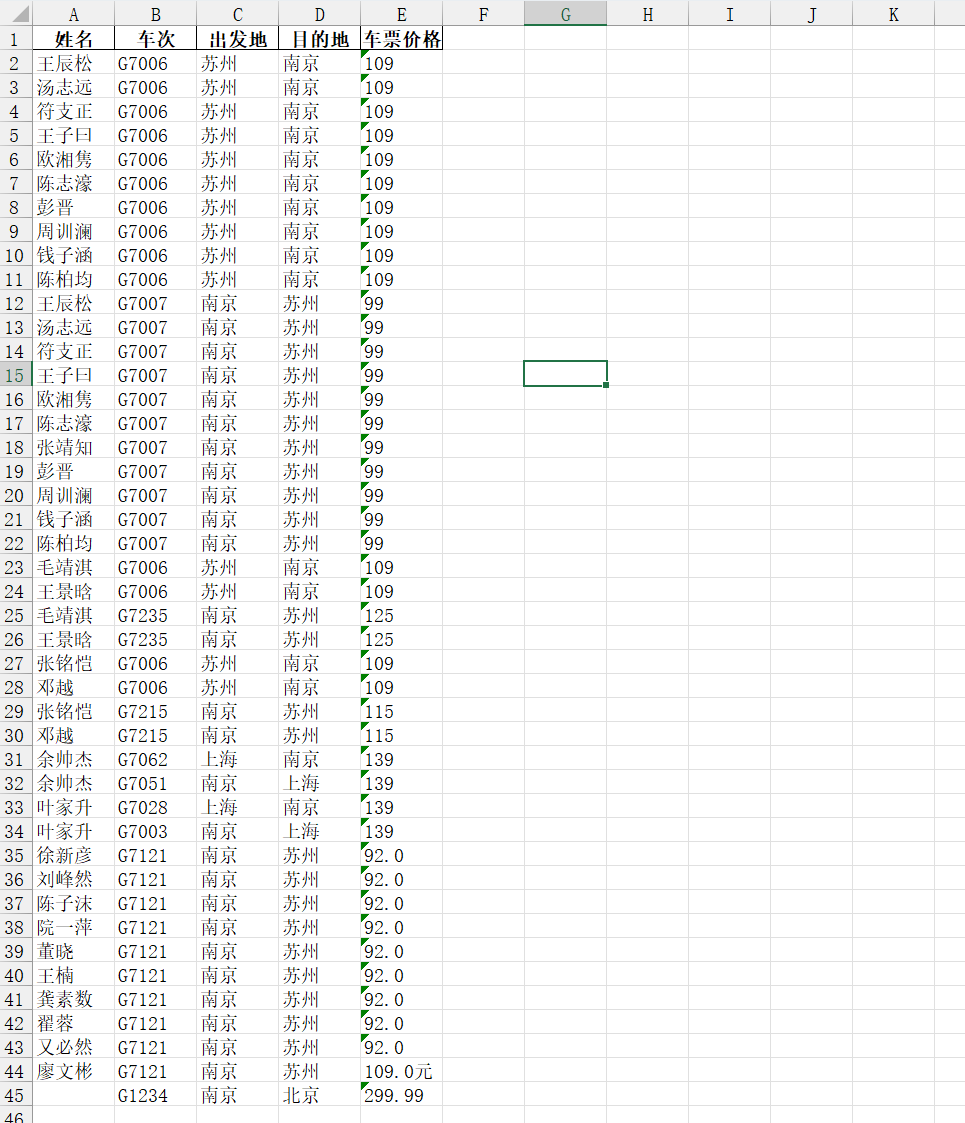 A B C D E F G H I J K
1 姓名 车次 出发地 目的地 车票价格
2 王辰松 G7006 苏州 南京 109
3 汤志远 G7006 苏州 南京 109
4 符支正 G7006 苏州 南京 109
5 王子曰 G7006 苏州 南京 109
6 欧湘隽 G7006 苏州 南京 109
7 陈志濠 G7006 苏州 南京 109
8 彭晋 G7006 苏州 南京 109
9 周训澜 G7006 苏州 南京 109
10 钱子涵 G7006 苏州 南京 109
11 陈柏均 G7006 苏州 南京 109
12 王辰松 G7007 南京 苏州 99
13 汤志远 G7007 南京 苏州 99
14 符支正 G7007 南京 苏州 99
15 王子曰 G7007 南京 苏州 99
16 欧湘隽 G7007 南京 苏州 99
17 陈志濠 G7007 南京 苏州 99
18 张靖知 G7007 南京 苏州 99
19 彭晋 G7007 南京 苏州 99
20 周训澜 G7007 南京 苏州 99
21 钱子涵 G7007 南京 苏州 99
22 陈柏均 G7007 南京 苏州 99
23 毛靖淇 G7006 苏州 南京 109
24 王景晗 G7006 苏州 南京 109
25 毛靖淇 G7235 南京 苏州 125
26 王景晗 G7235 南京 苏州 125
27 张铭恺 G7006 苏州 南京 109
28 邓越 G7006 苏州 南京 109
29 张铭恺 G7215 南京 苏州 115
30 邓越 G7215 南京 苏州 115
31 余帅杰 G7062 上海 南京 139
32 余帅杰 G7051 南京 上海 139
33 叶家升 G7028 上海 南京 139
34 叶家升 G7003 南京 上海 139
35 徐新彦 G7121 南京 苏州 92.0
36 刘峰然 G7121 南京 苏州 92.0
37 陈子沫 G7121 南京 苏州 92.0
38 院一萍 G7121 南京 苏州 92.0
39 董晓 G7121 南京 苏州 92.0
40 王楠 G7121 南京 苏州 92.0
41 龚素数 G7121 南京 苏州 92.0
42 翟蓉 G7121 南京 苏州 92.0
43 又必然 G7121 南京 苏州 92.0
44 廖文彬 G7121 南京 苏州 109.0元
45 G1234 南京 北京 299.99
46